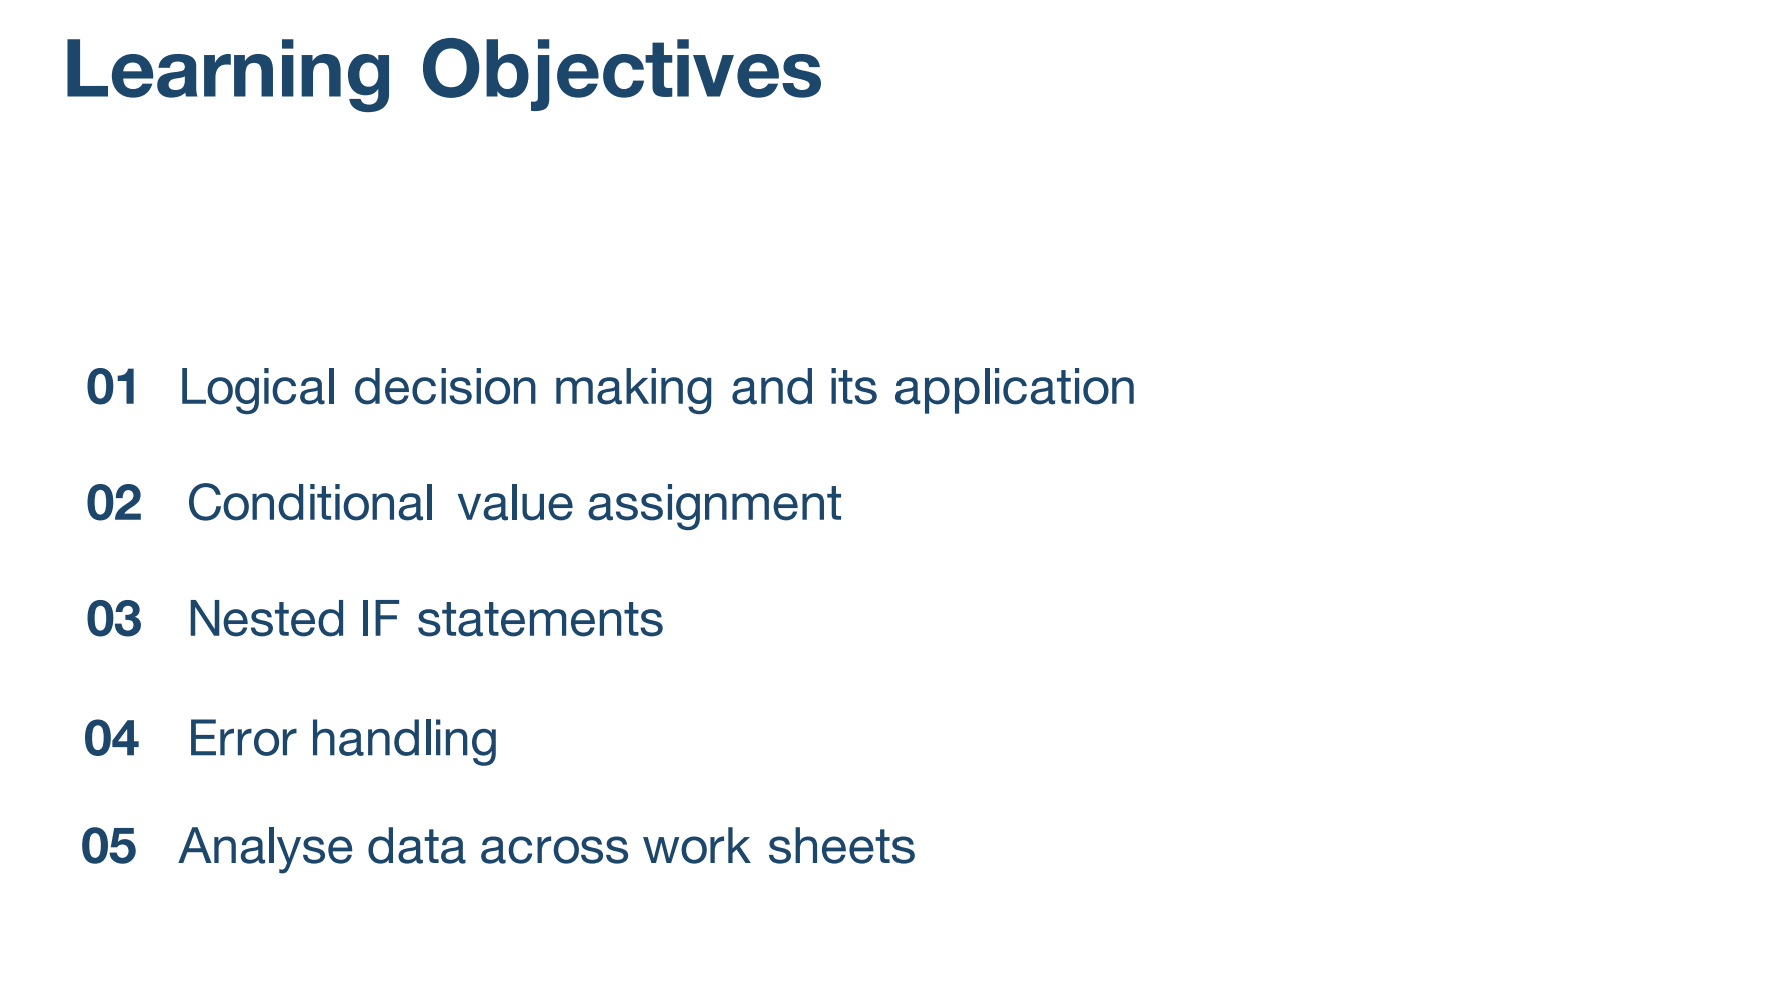 Learning Objectives
01 Logical decision making and its application
02 Conditional value assignment
03 Nested IF statements
04 Error handling
05 Analyse data across work sheets